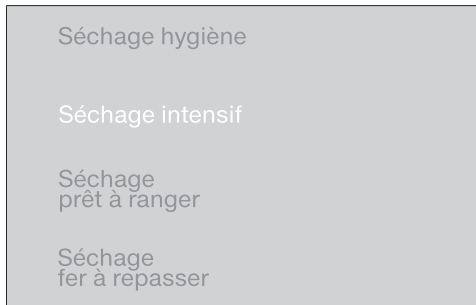 Séchage hygiène
Séchage intensif
Séchage
prêt à ranger
Séchage
fer à repasser